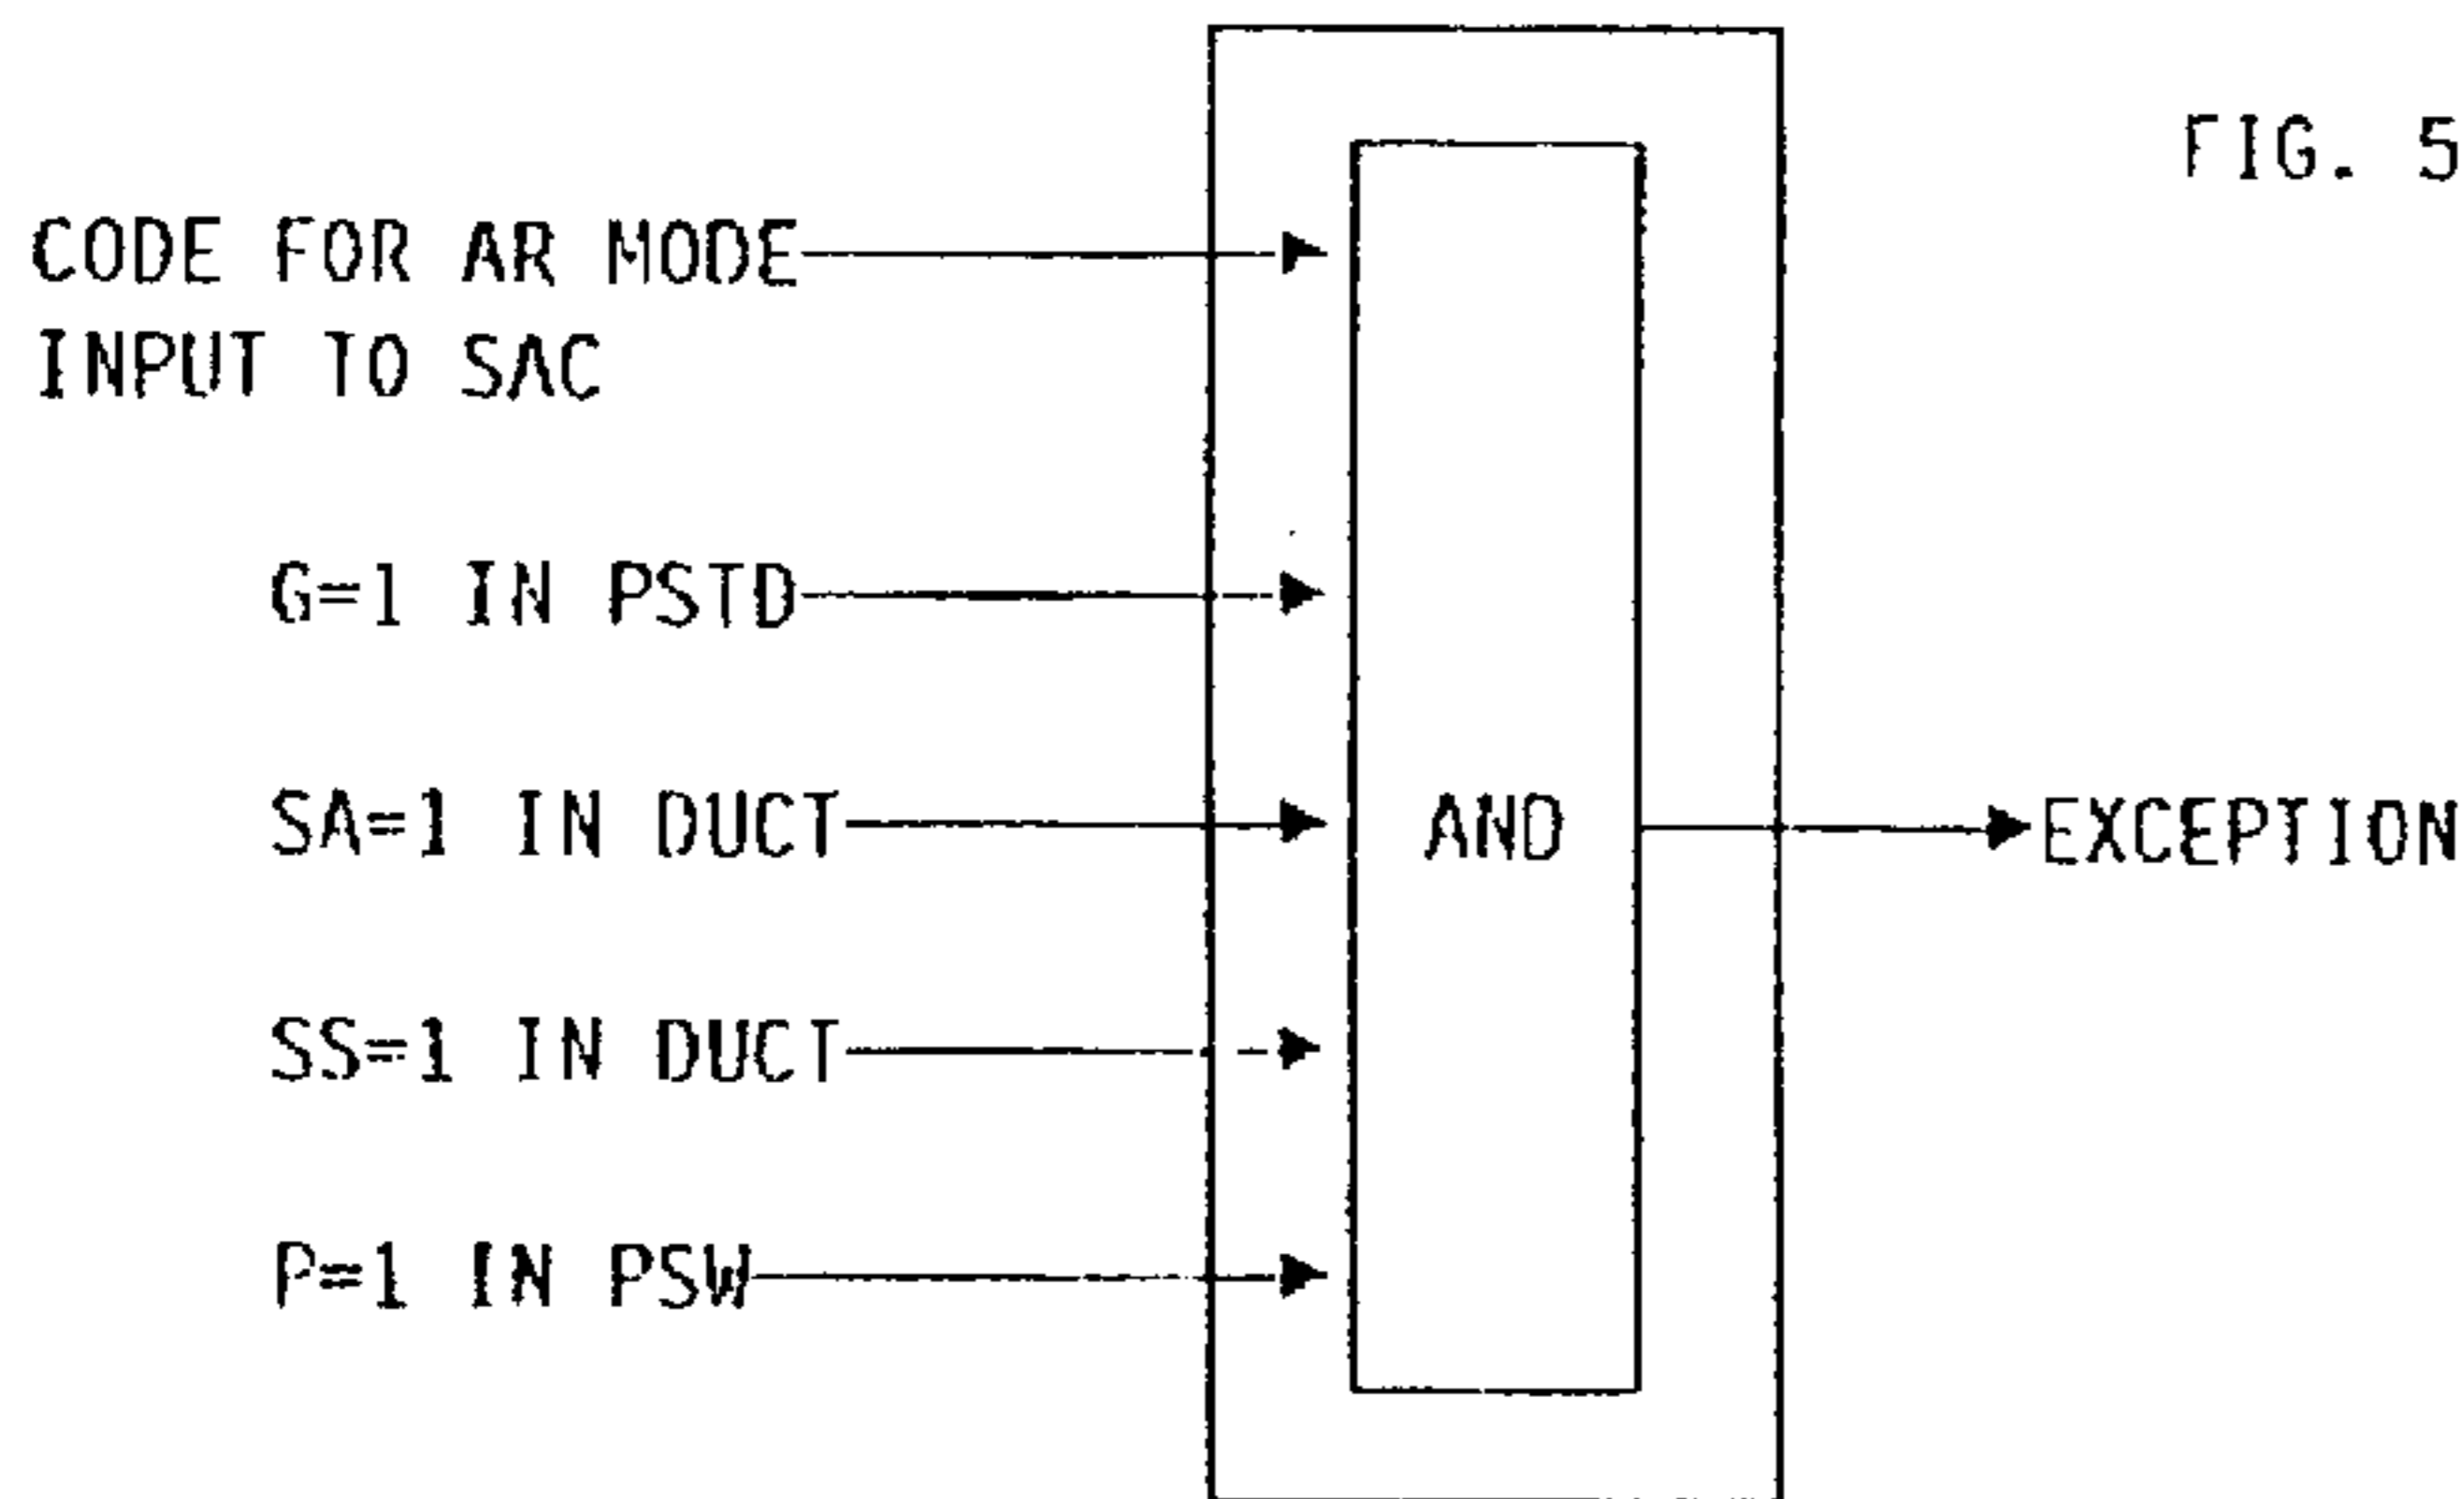 FIG. 5
CODE FOR AR MODE
INPUT TO SAC
G=1 IN PSTD
SA=1 IN DUCT
AND
EXCEPTION
SS=1 IN DUCT
P=1 IN PSW